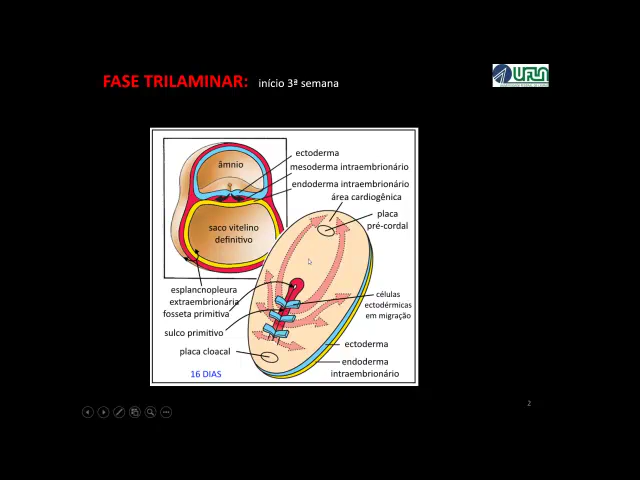 FASE TRILAMINAR: início 3ª semana
UFLA
ectoderma
âmnio
mesoderma intraembrionário
endoderma intraembrionário
área cardiogênica
placa
pré-cordal
saco vitelino
definitivo
esplancnopleura
extraembrionária
fosseta primitiva
células
ectodérmicas
em migração
sulco primitivo
ectoderma
placa cloacal
endoderma
intraembrionário
16 DIAS
2